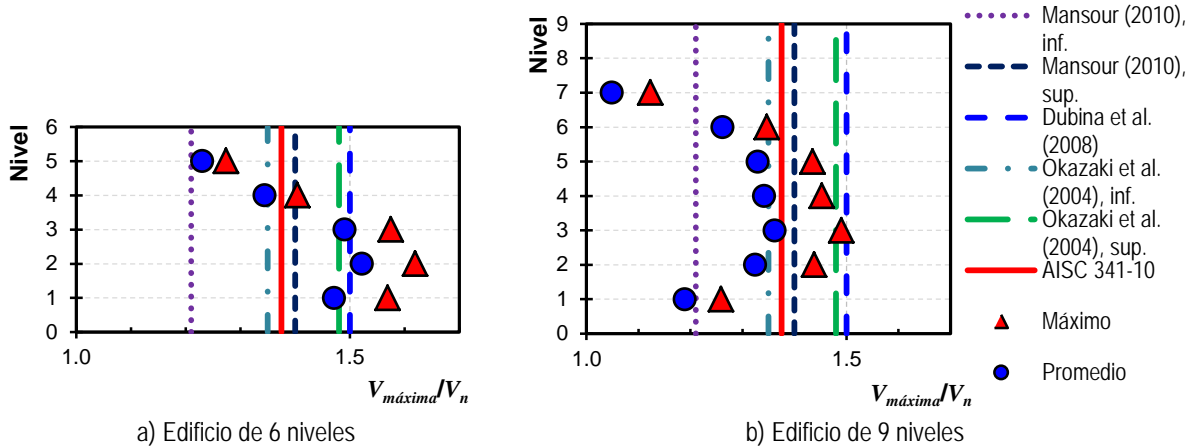 Nivel
6
5
4
3
2
1
0
1.0
1.5
Vmáxima/Vn
a) Edificio de 6 niveles
Nivel
9
8
7
6
5
4
3
2
1
0
1.0
1.5
Vmáxima/Vn
b) Edificio de 9 niveles
Mansour (2010),
inf.
Mansour (2010),
sup.
Dubina et al.
(2008)
Okazaki et al.
(2004), inf.
Okazaki et al.
(2004), sup.
AISC 341-10
Máximo
Promedio